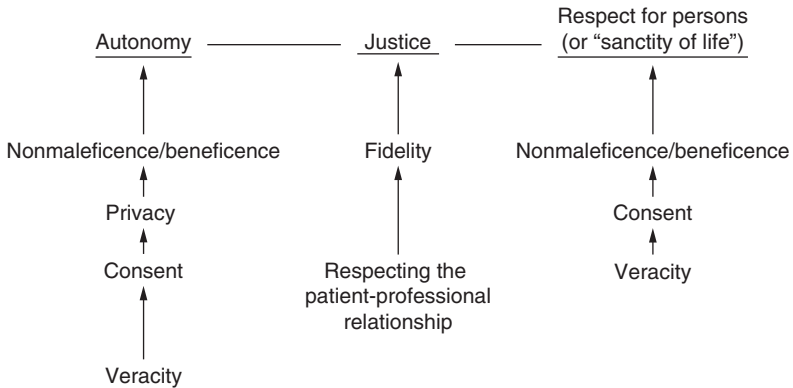 Respect for persons
Autonomy Justice (or “sanctity of life”)
Nonmaleficence/beneficence Fidelity Nonmaleficence/beneficence
Privacy Consent
Consent Respecting the Veracity
patient-professional
relationship
Veracity